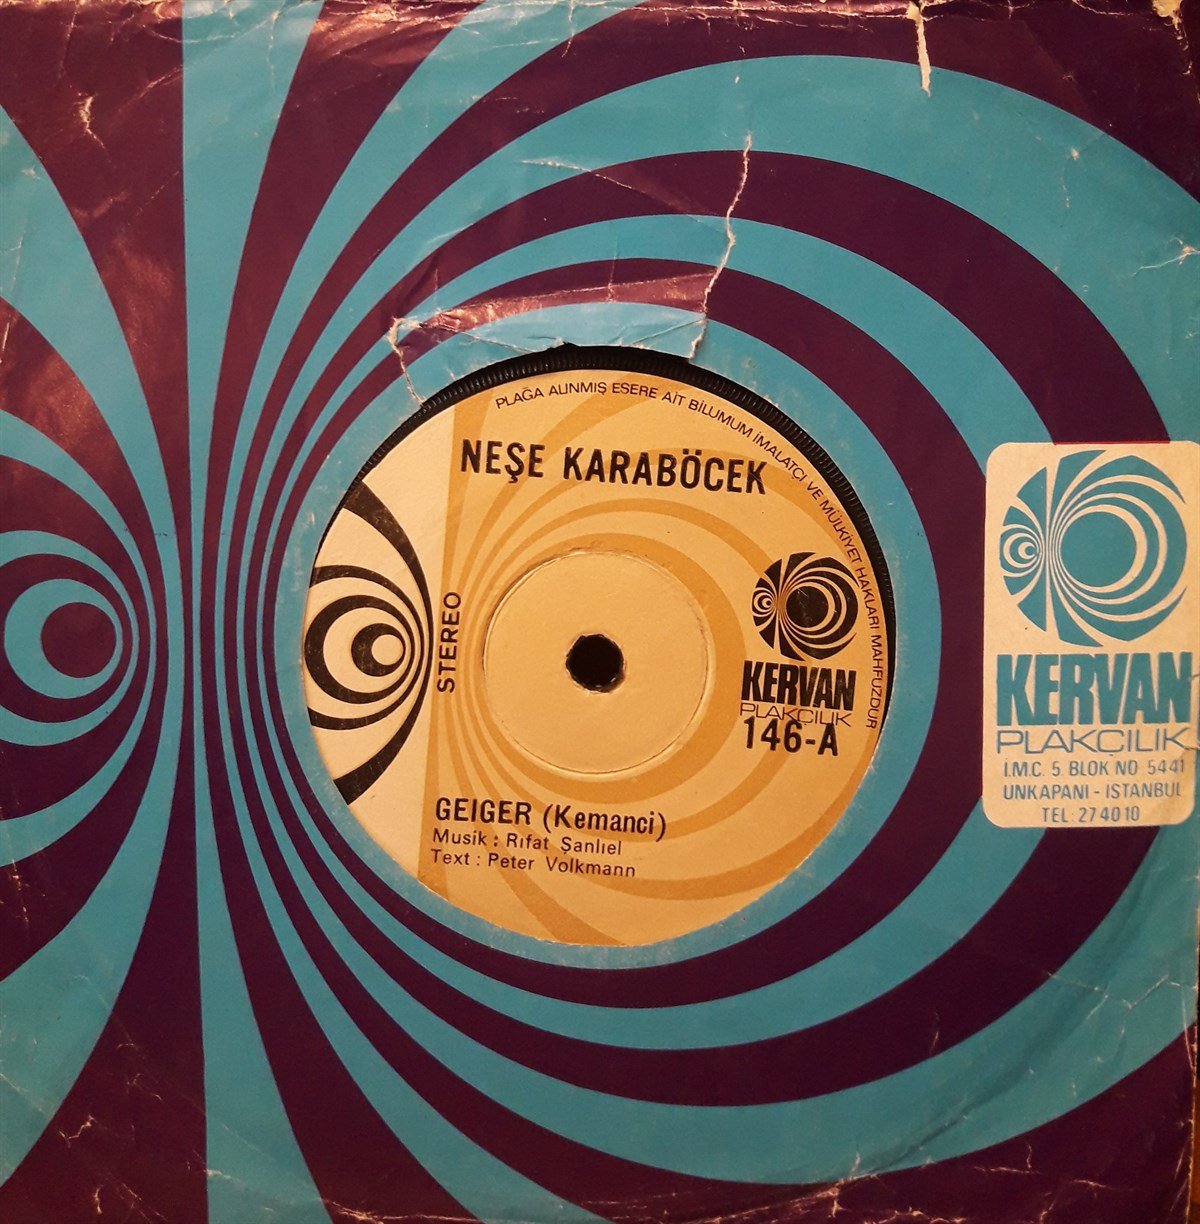 PLAĞA ALINMIŞ ESERE AİT BİLUMUM İMALATÇI VE MÜLKİYET HAKLARI MAHFUZDUR
NEŞE KARABÖCEK
STEREO
KERVAN
PLAKÇILIK
146-A
GEIGER (Kemanci)
Musik : Rıfat Şanlıel
Text : Peter Volkmann
KERVAN
PLAKÇILIK
İ.M.C. 5 BLOK NO 5441
UNKAPANI - ISTANBUL
TEL: 274010